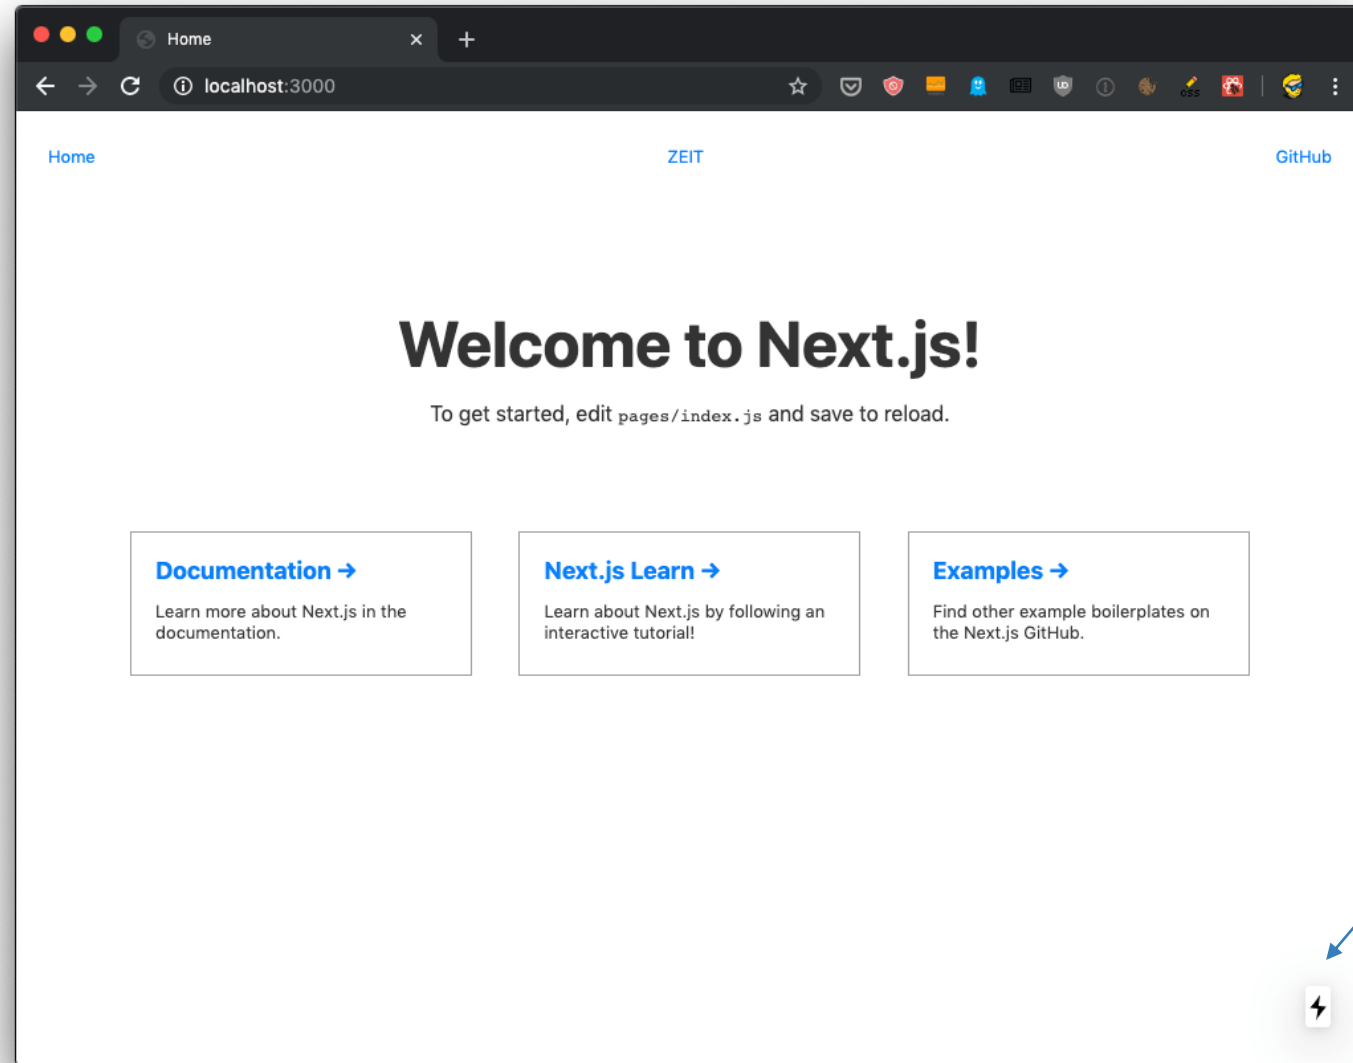 Home
localhost:3000
Home
ZEIT
GitHub
Welcome to Next.js!
To get started, edit pages/index.js and save to reload.
Documentation →
Learn more about Next.js in the
documentation.
Next.js Learn →
Learn about Next.js by following an
interactive tutorial!
Examples →
Find other example boilerplates on
the Next.js GitHub.